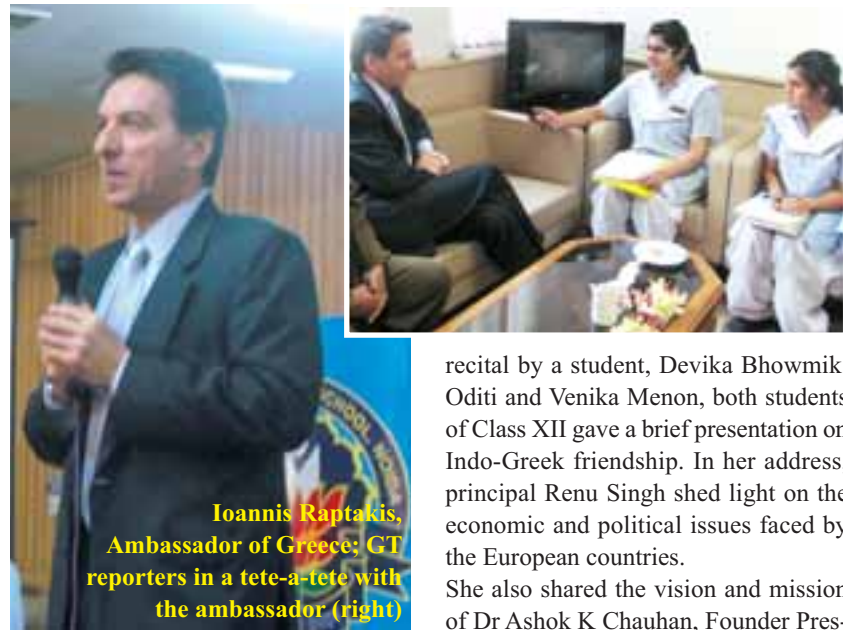 SCHOOL NOIDA
Ioannis Raptakis,
Ambassador of Greece; GT
reporters in a tete-a-tete with
the ambassador (right)
recital by a student, Devika Bhowmik
Oditi and Venika Menon, both students
of Class XII gave a brief presentation on
Indo-Greek friendship. In her address
principal Renu Singh shed light on the
economic and political issues faced by
the European countries.
She also shared the vision and mission
of Dr Ashok K Chauhan, Founder Pres-